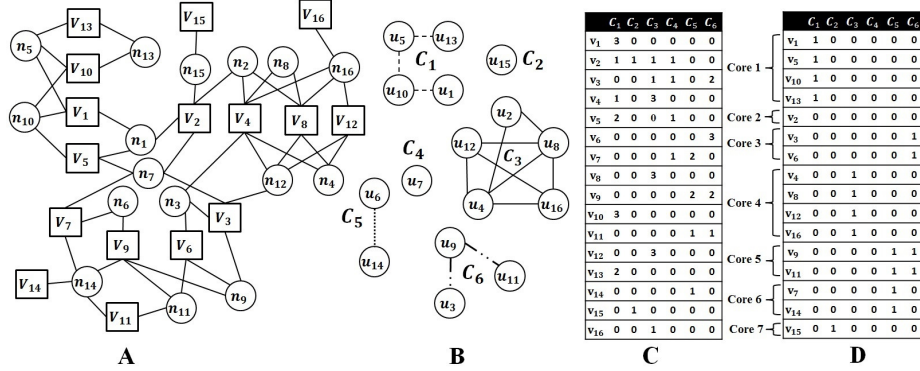 V₁₃
n₅
n₁₃
V₁₀
n₁₀
V₁
n₁
V₅
n₇
V₁₅
n₁₅
V₂
n₂
n₈
V₁₆
n₁₆
V₄
V₈
V₁₂
n₁₂
n₄
n₃
V₃
n₆
V₇
V₉
V₆
V₁₄
n₁₄
n₁₁
n₉
V₁₁
A
u₅
u₁₃
C₁
u₁₀
u₁
u₁₅
C₂
u₂
u₁₂
u₈
C₃
u₄
u₁₆
C₄
u₇
u₆
C₅
u₁₄
u₉
C₆
u₁₁
u₃
B
C₁ C₂ C₃ C₄ C₅ C₆
v₁ 3 0 0 0 0 0
v₂ 1 1 1 1 0 0
v₃ 0 0 1 1 0 2
v₄ 1 0 3 0 0 0
v₅ 2 0 0 1 0 0
v₆ 0 0 0 0 0 3
v₇ 0 0 0 1 2 0
v₈ 0 0 3 0 0 0
v₉ 0 0 0 0 2 2
v₁₀ 3 0 0 0 0 0
v₁₁ 0 0 0 0 1 1
v₁₂ 0 0 3 0 0 0
v₁₃ 2 0 0 0 0 0
v₁₄ 0 0 0 0 1 0
v₁₅ 0 1 0 0 0 0
v₁₆ 0 0 1 0 0 0
C
Core 1
Core 2
Core 3
Core 4
Core 5
Core 6
Core 7
C₁ C₂ C₃ C₄ C₅ C₆
v₁ 1 0 0 0 0 0
v₅ 1 0 0 0 0 0
v₁₀ 1 0 0 0 0 0
v₁₃ 1 0 0 0 0 0
v₂ 0 0 0 0 0 0
v₃ 0 0 0 0 0 1
v₆ 0 0 0 0 0 1
v₄ 0 0 1 0 0 0
v₈ 0 0 1 0 0 0
v₁₂ 0 0 1 0 0 0
v₁₆ 0 0 1 0 0 0
v₉ 0 0 0 0 1 1
v₁₁ 0 0 0 0 1 1
v₇ 0 0 0 0 1 0
v₁₄ 0 0 0 0 1 0
v₁₅ 0 1 0 0 0 0
D